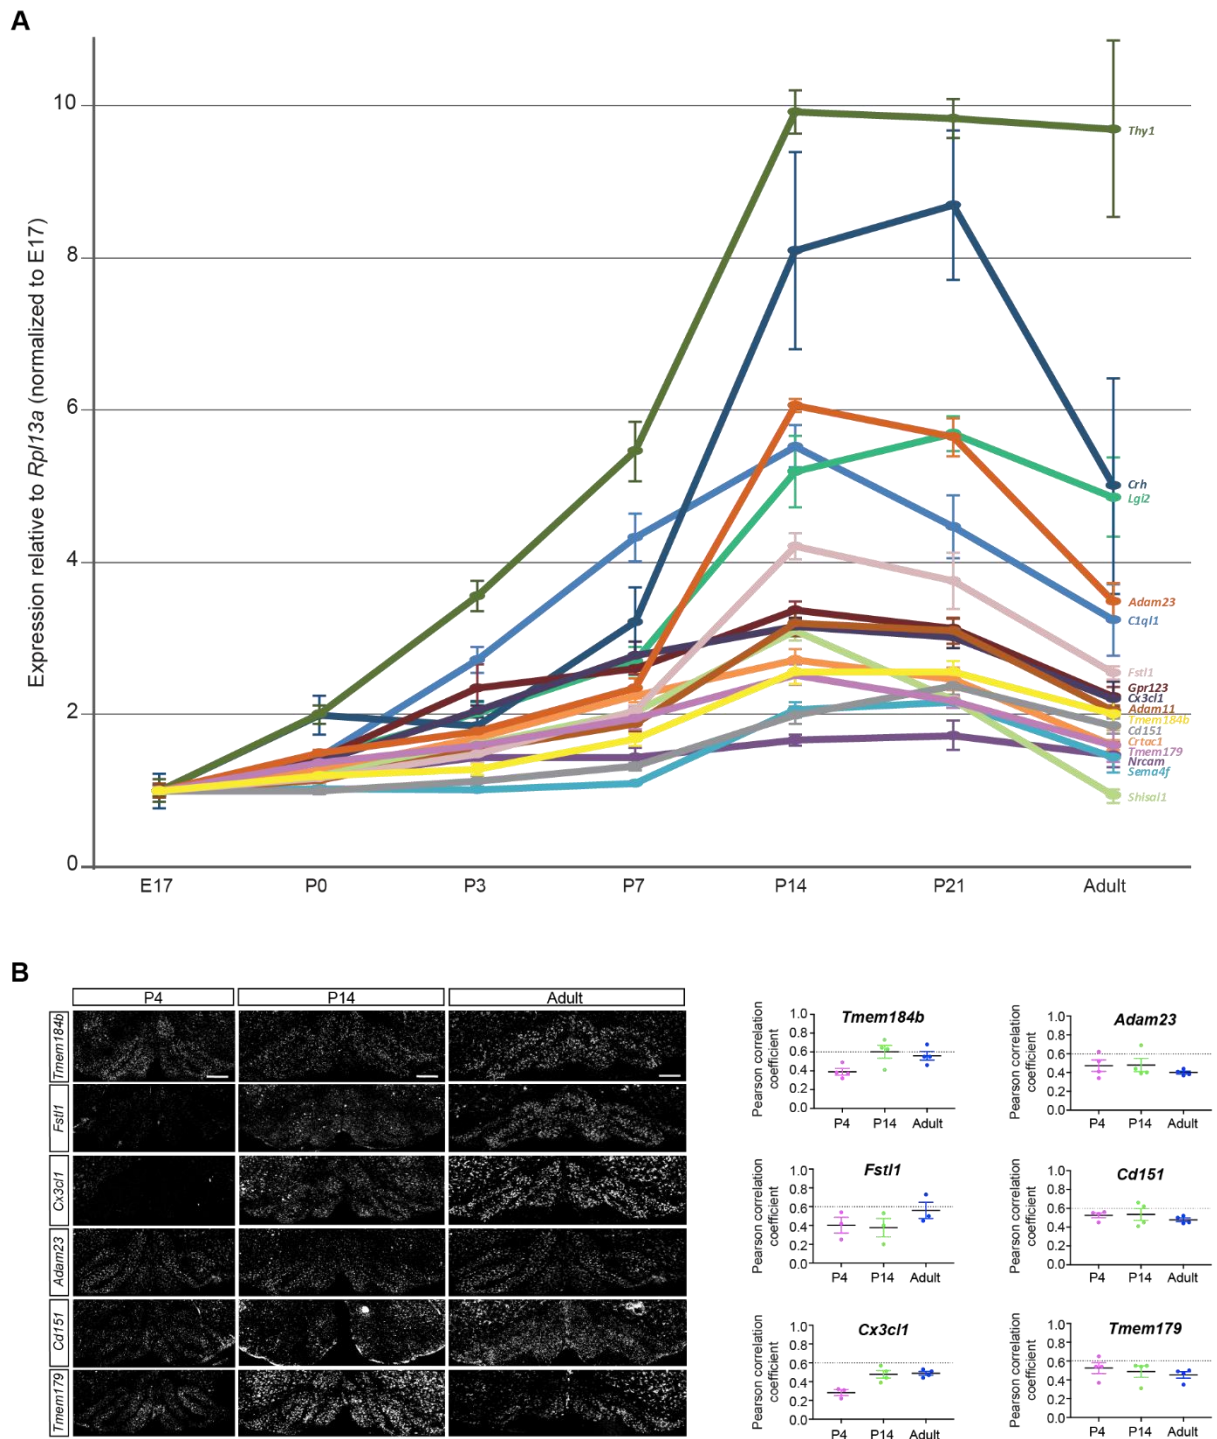 A
Expression relative to Rpl13a (normalized to E17)
10
8
6
4
2
0
E17 P0 P3 P7 P14 P21 Adult
Thy1
Crh
Lgi2
Adam23
C1ql1
Fstl1
Gpr123
Cx3cl1
Adam11
Tmem184b
Cd151
Crtac1
Tmem179
Nrcam
Sema4f
Shisal1
B
P4 P14 Adult
Tmem184b
Fstl1
Cx3cl1
Adam23
Cd151
Tmem179
Tmem184b
Pearson correlation
coefficient
1.0
0.8
0.6
0.4
0.2
0.0
P4 P14 Adult
Adam23
Pearson correlation
coefficient
1.0
0.8
0.6
0.4
0.2
0.0
P4 P14 Adult
Fstl1
Pearson correlation
coefficient
1.0
0.8
0.6
0.4
0.2
0.0
P4 P14 Adult
Cd151
Pearson correlation
coefficient
1.0
0.8
0.6
0.4
0.2
0.0
P4 P14 Adult
Cx3cl1
Pearson correlation
coefficient
1.0
0.8
0.6
0.4
0.2
0.0
P4 P14 Adult
Tmem179
Pearson correlation
coefficient
1.0
0.8
0.6
0.4
0.2
0.0
P4 P14 Adult